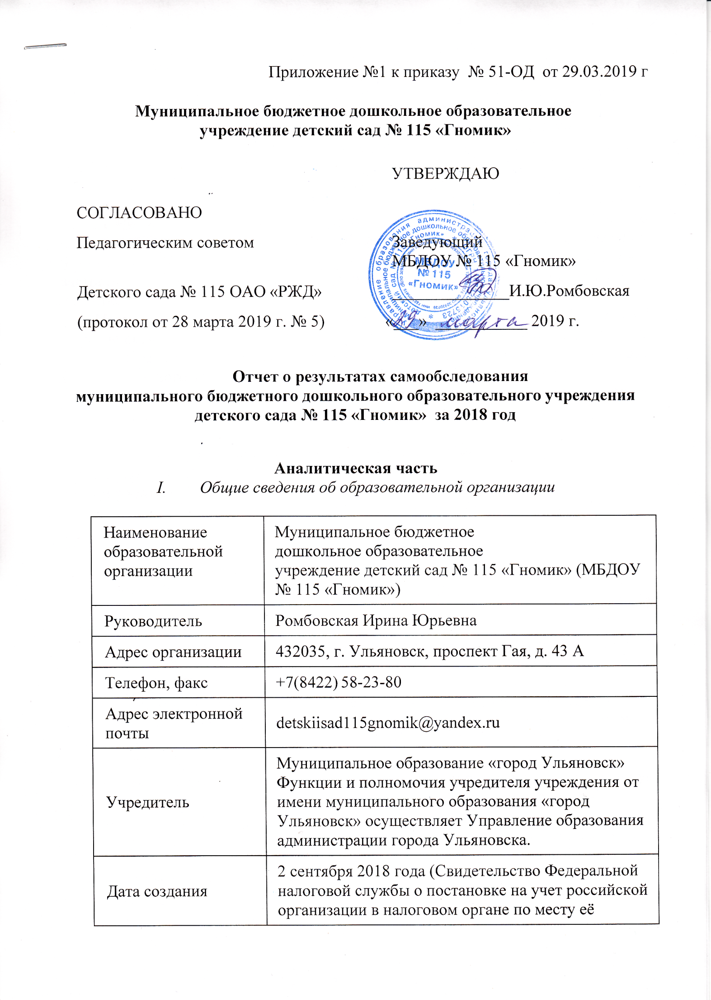 Приложение №1 к приказу № 51-ОД от 29.03.2019 г
Муниципальное бюджетное дошкольное образовательное
учреждение детский сад № 115 «Гномик»
УТВЕРЖДАЮ
СОГЛАСОВАНО
Педагогическим советом
Заведующий
МБДОУ № 115 «Гномик»
Детского сада № 115 ОАО «РЖД»
И.Ю.Ромбовская
(протокол от 28 марта 2019 г. № 5)
«29» марта 2019 г.
МБДОУ
№ 115
«Гномик»
Отчет о результатах самообследования
муниципального бюджетного дошкольного образовательного учреждения
детского сада № 115 «Гномик» за 2018 год
Аналитическая часть
I. Общие сведения об образовательной организации
Наименование
образовательной
организации
Муниципальное бюджетное
дошкольное образовательное
учреждение детский сад № 115 «Гномик» (МБДОУ
№ 115 «Гномик»)
Руководитель
Ромбовская Ирина Юрьевна
Адрес организации
432035, г. Ульяновск, проспект Гая, д. 43 А
Телефон, факс
+7(8422) 58-23-80
Адрес электронной
почты
detskiisad115gnomik@yandex.ru
Учредитель
Муниципальное образование «город Ульяновск»
Функции и полномочия учредителя учреждения от
имени муниципального образования «город
Ульяновск» осуществляет Управление образования
администрации города Ульяновска.
Дата создания
2 сентября 2018 года (Свидетельство Федеральной
налоговой службы о постановке на учет российской
организации в налоговом органе по месту её